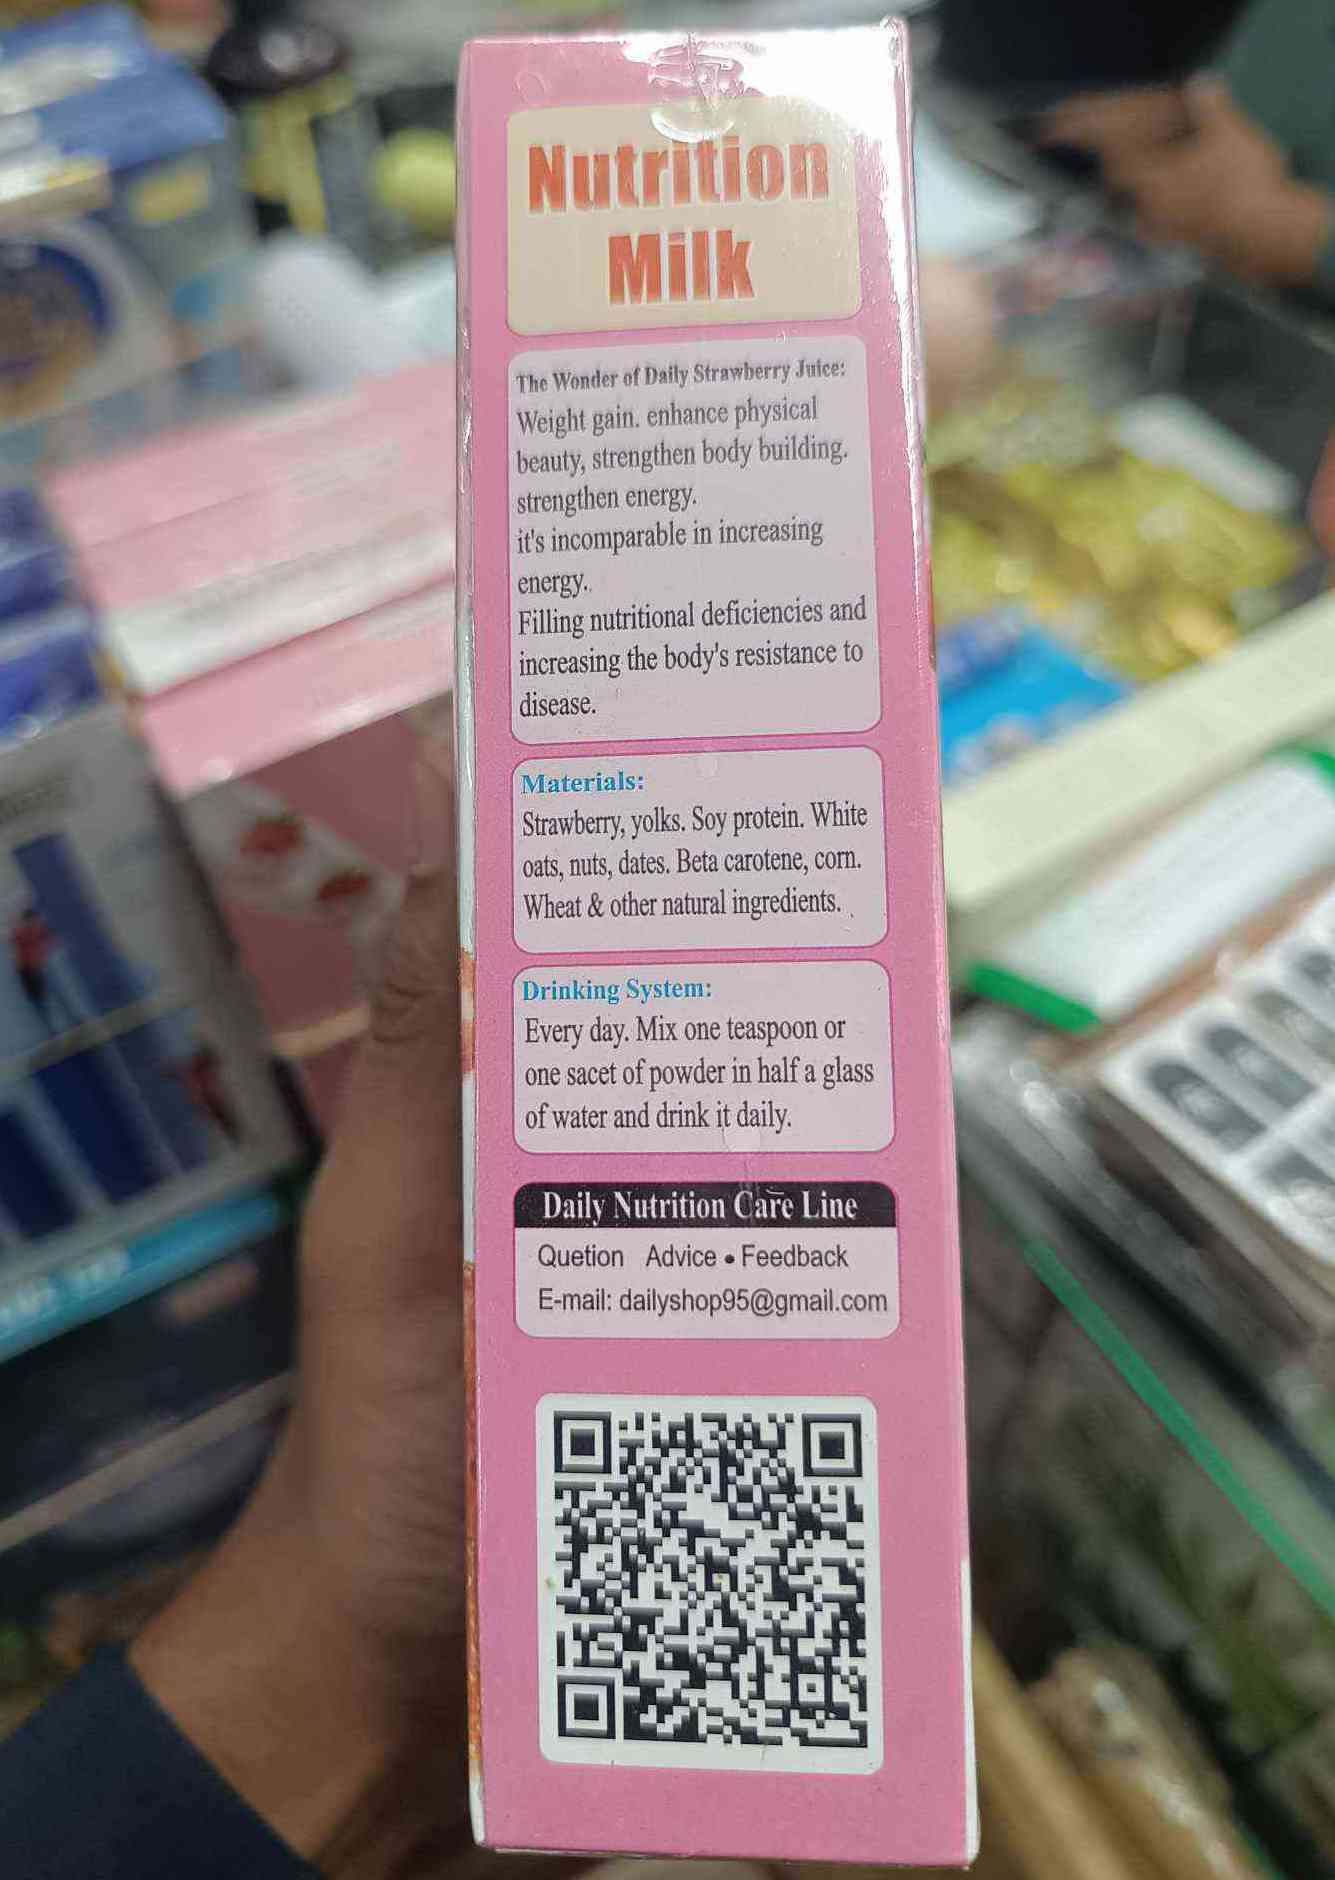 Nutrition
Milk
The Wonder of Daily Strawberry Juice:
Weight gain. enhance physical
beauty, strengthen body building.
strengthen energy.
it's incomparable in increasing
energy..
Filling nutritional deficiencies and
increasing the body's resistance to
disease.
Materials:
Strawberry, yolks. Soy protein. White
oats, nuts, dates. Beta carotene, corn.
Wheat & other natural ingredients. .
Drinking System:
Every day. Mix one teaspoon or
one sacet of powder in half a glass
of water and drink it daily.
Daily Nutrition Care Line
Quetion Advice • Feedback
E-mail: dailyshop95@gmail.com